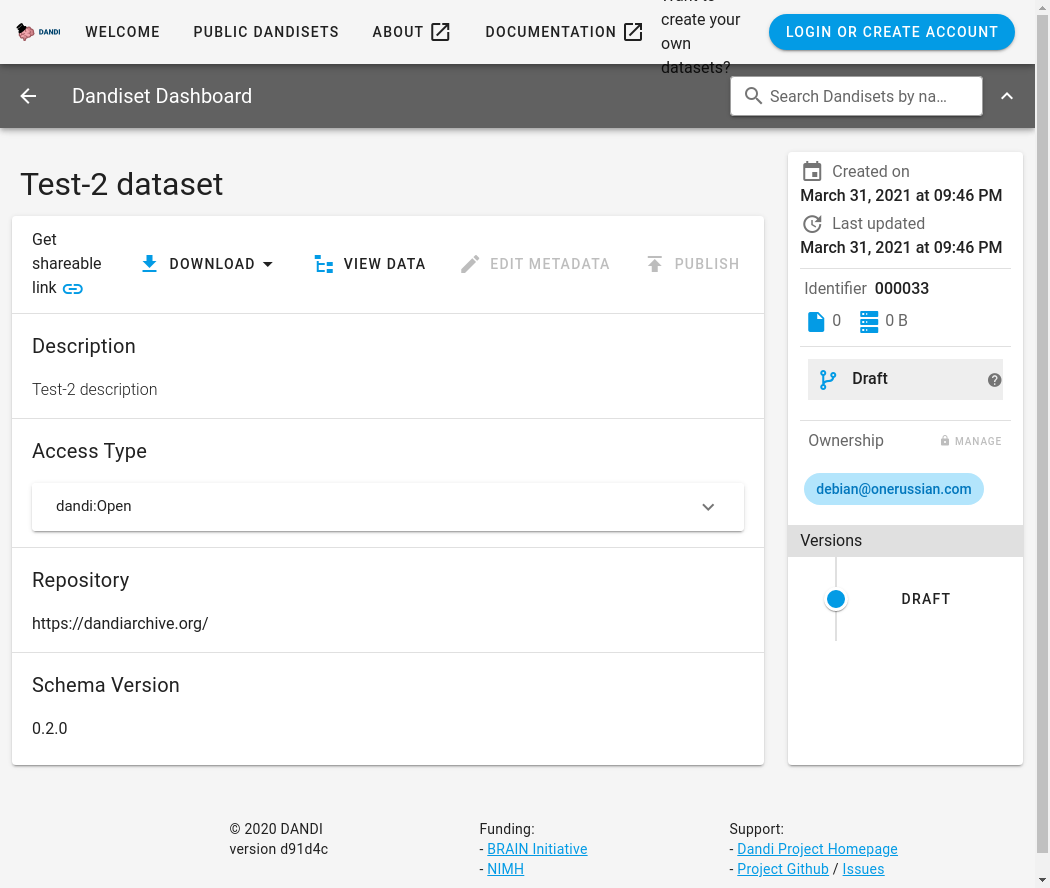 DANDI
WELCOME
PUBLIC DANDISETS
ABOUT
DOCUMENTATION
create your
own
datasets?
LOGIN OR CREATE ACCOUNT
Dandiset Dashboard
Search Dandisets by na...
Test-2 dataset
Get
shareable
link
DOWNLOAD
VIEW DATA
EDIT METADATA
PUBLISH
Description
Test-2 description
Access Type
dandi:Open
Repository
https://dandiarchive.org/
Schema Version
0.2.0
Created on
March 31, 2021 at 09:46 PM
Last updated
March 31, 2021 at 09:46 PM
Identifier 000033
0 0 B
Draft
Ownership MANAGE
debian@onerussian.com
Versions
DRAFT
© 2020 DANDI
version d91d4c
Funding:
- BRAIN Initiative
- NIMH
Support:
- Dandi Project Homepage
- Project Github / Issues